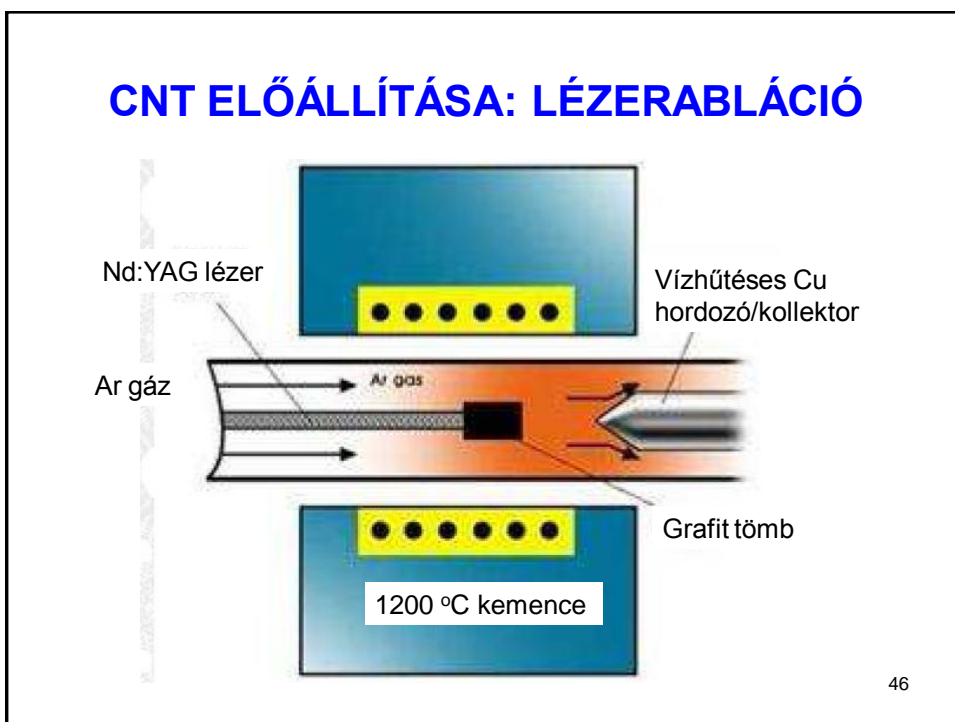 CNT ELŐÁLLÍTÁSA: LÉZERABLÁCIÓ
Nd:YAG lézer
Vízhűtéses Cu
hordozó/kollektor
Ar gáz
Ar gas
Grafit tömb
1200 ºC kemence
46